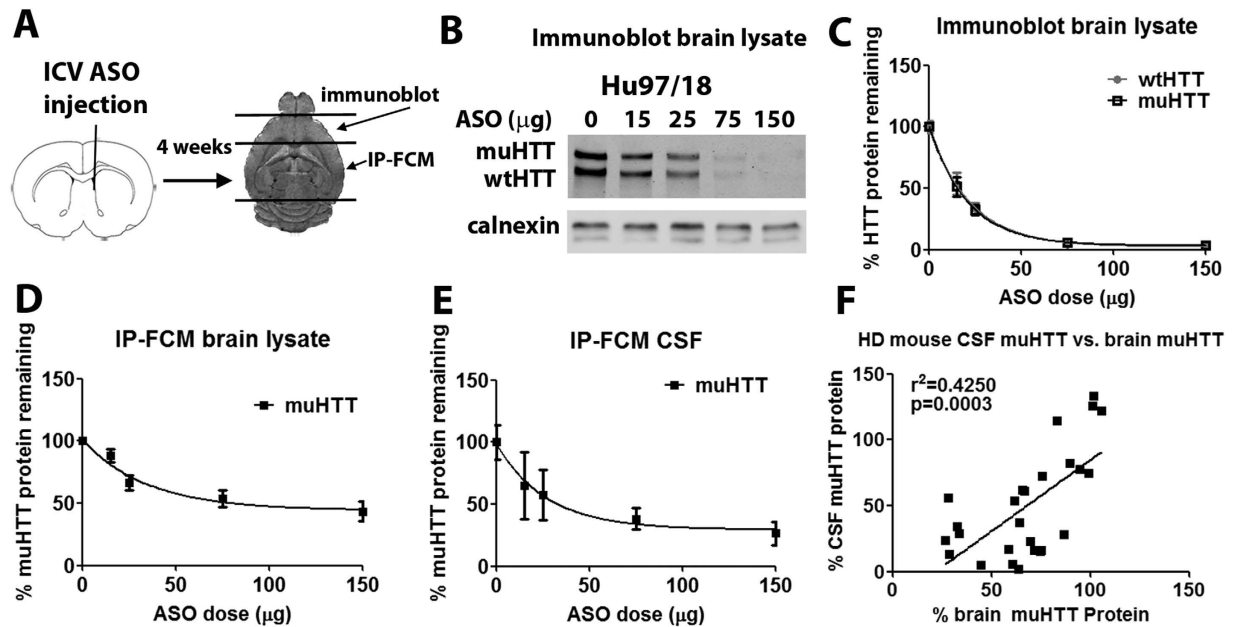 A
ICV ASO
injection
4 weeks
immunoblot
IP-FCM
B
Immunoblot brain lysate
Hu97/18
ASO (μg) 0 15 25 75 150
muHTT
wtHTT
calnexin
C
Immunoblot brain lysate
% HTT protein remaining
150
100
50
0
wtHTT
muHTT
0 50 100 150
ASO dose (μg)
D
IP-FCM brain lysate
% muHTT protein remaining
150
100
50
0
muHTT
0 50 100 150
ASO dose (μg)
E
IP-FCM CSF
% muHTT protein remaining
150
100
50
0
muHTT
0 50 100 150
ASO dose (μg)
F
HD mouse CSF muHTT vs. brain muHTT
% CSF muHTT protein
150
100
50
0
r²=0.4250
p=0.0003
50 100 150
% brain muHTT Protein